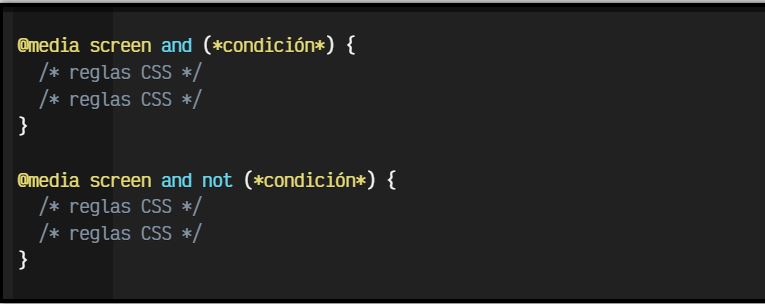 @media screen and (*condición*) {
/* reglas CSS */
/* reglas CSS */
}
@media screen and not (*condición*) {
/* reglas CSS */
/* reglas CSS */
}